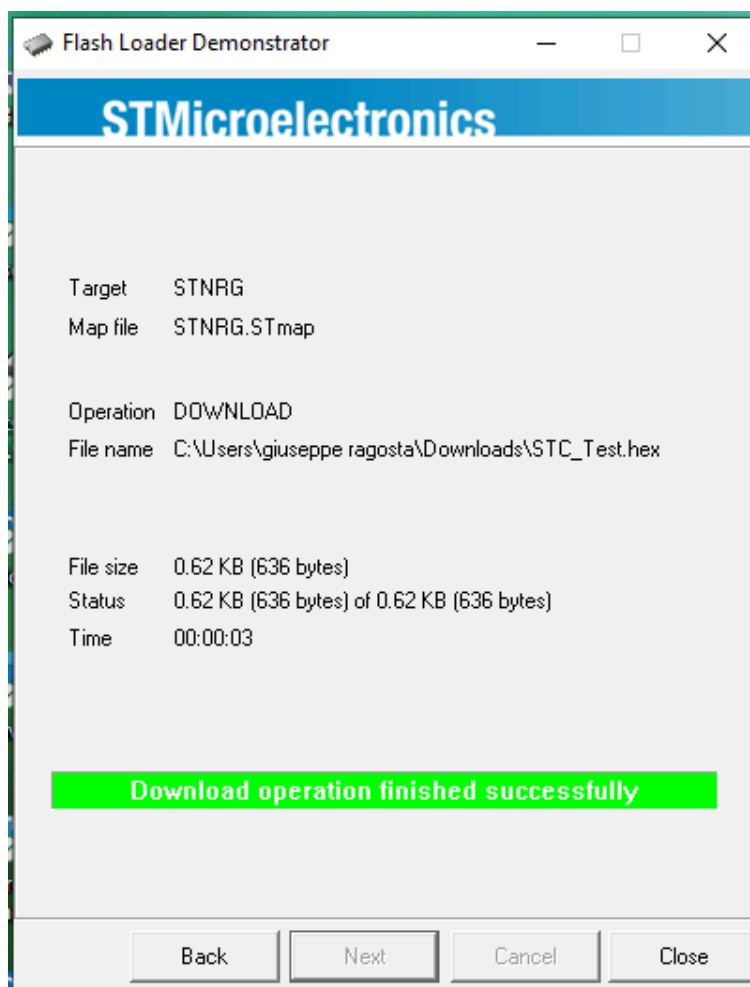 Flash Loader Demonstrator
STMicroelectronics
Target STNRG
Map file STNRG.STmap
Operation DOWNLOAD
File name C:\Users\giuseppe ragosta\Downloads\STC_Test.hex
File size 0.62 KB (636 bytes)
Status 0.62 KB (636 bytes) of 0.62 KB (636 bytes)
Time 00:00:03
Download operation finished successfully
Back Next Cancel Close